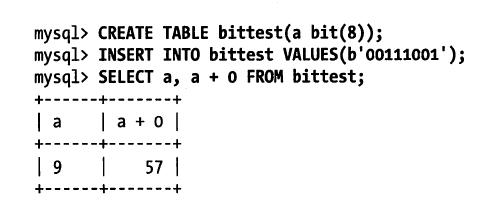 mysql> CREATE TABLE bittest(a bit(8));
mysql> INSERT INTO bittest VALUES(b'00111001');
mysql> SELECT a, a + 0 FROM bittest;
+------+-------+
| a    | a + 0 |
+------+-------+
| 9    |    57 |
+------+-------+